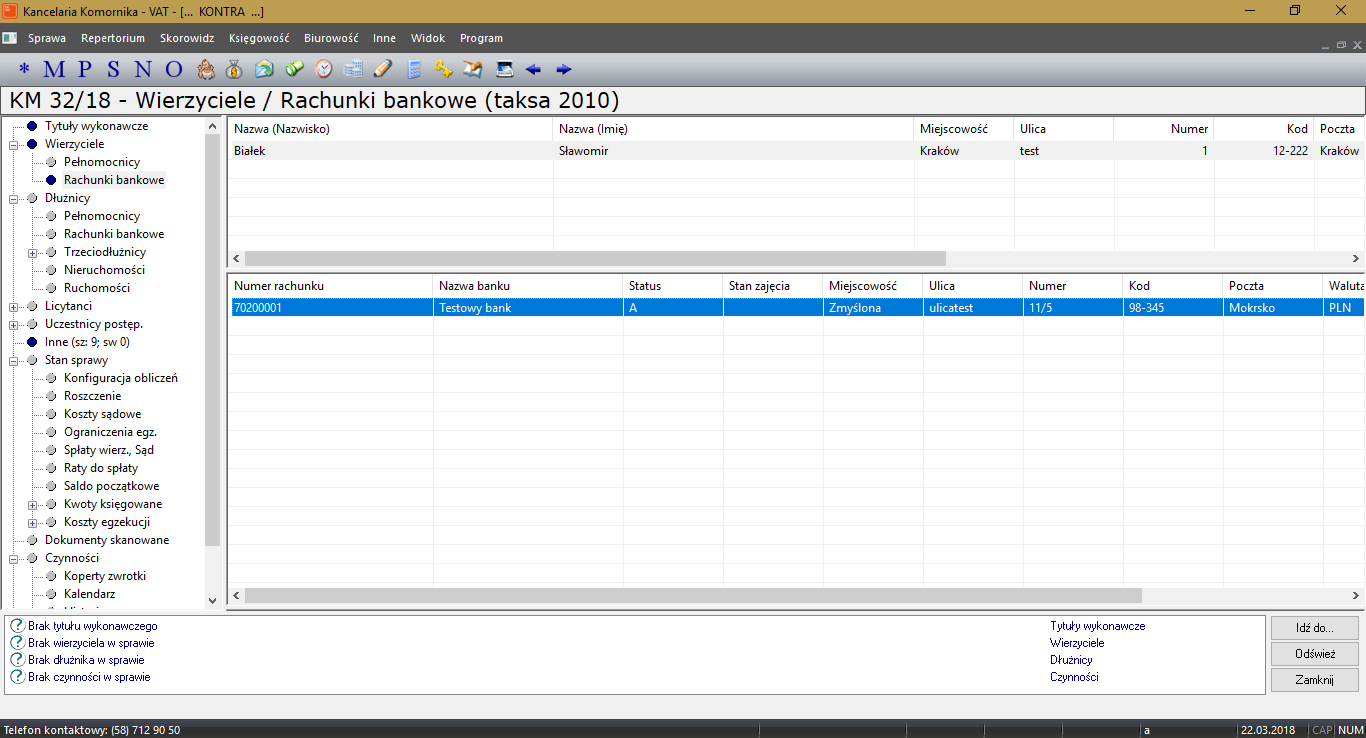 Kancelaria Komornika - VAT - [... KONTRA ...]
Sprawa Repertorium Skorowidz Księgowość Biurowość Inne Widok Program
* M P S N O
KM 32/18 - Wierzyciele / Rachunki bankowe (taksa 2010)
Tytuły wykonawcze
Wierzyciele
Pełnomocnicy
Rachunki bankowe
Dłużnicy
Pełnomocnicy
Rachunki bankowe
Trzeciodłużnicy
Nieruchomości
Ruchomości
Licytanci
Uczestnicy postęp.
Inne (sz: 9; sw 0)
Stan sprawy
Konfiguracja obliczeń
Roszczenie
Koszty sądowe
Ograniczenia egz.
Spłaty wierz., Sąd
Raty do spłaty
Saldo początkowe
Kwoty księgowane
Koszty egzekucji
Dokumenty skanowane
Czynności
Koperty zwrotki
Kalendarz
Nazwa (Nazwisko) Nazwa (Imię) Miejscowość Ulica Numer Kod Poczta
Białek Sławomir Kraków test 1 12-222 Kraków
Numer rachunku Nazwa banku Status Stan zajęcia Miejscowość Ulica Numer Kod Poczta Waluta
70200001 Testowy bank A Zmyślona ulicatest 11/5 98-345 Mokrsko PLN
Brak tytułu wykonawczego Tytuły wykonawcze
Brak wierzyciela w sprawie Wierzyciele
Brak dłużnika w sprawie Dłużnicy
Brak czynności w sprawie Czynności
Idź do...
Odśwież
Zamknij
Telefon kontaktowy: (58) 712 90 50 a 22.03.2018 CAP NUM